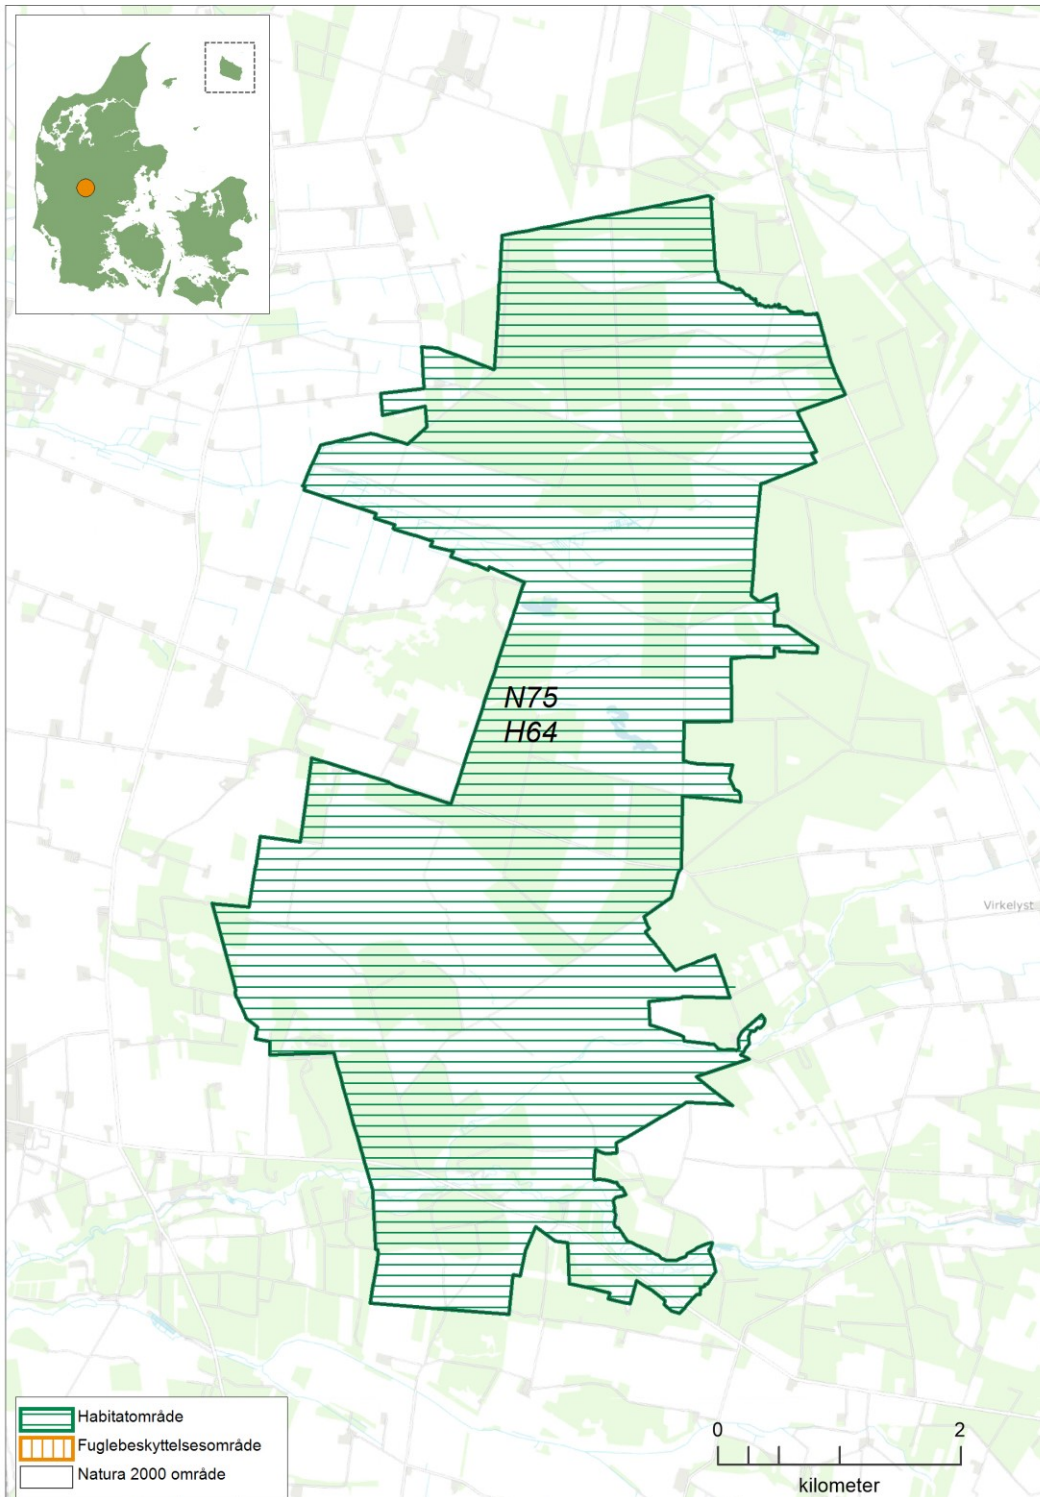 N75
H64
Virkelyst
Habitatområde
Fuglebeskyttelsesområde
Natura 2000 område
0 2
kilometer